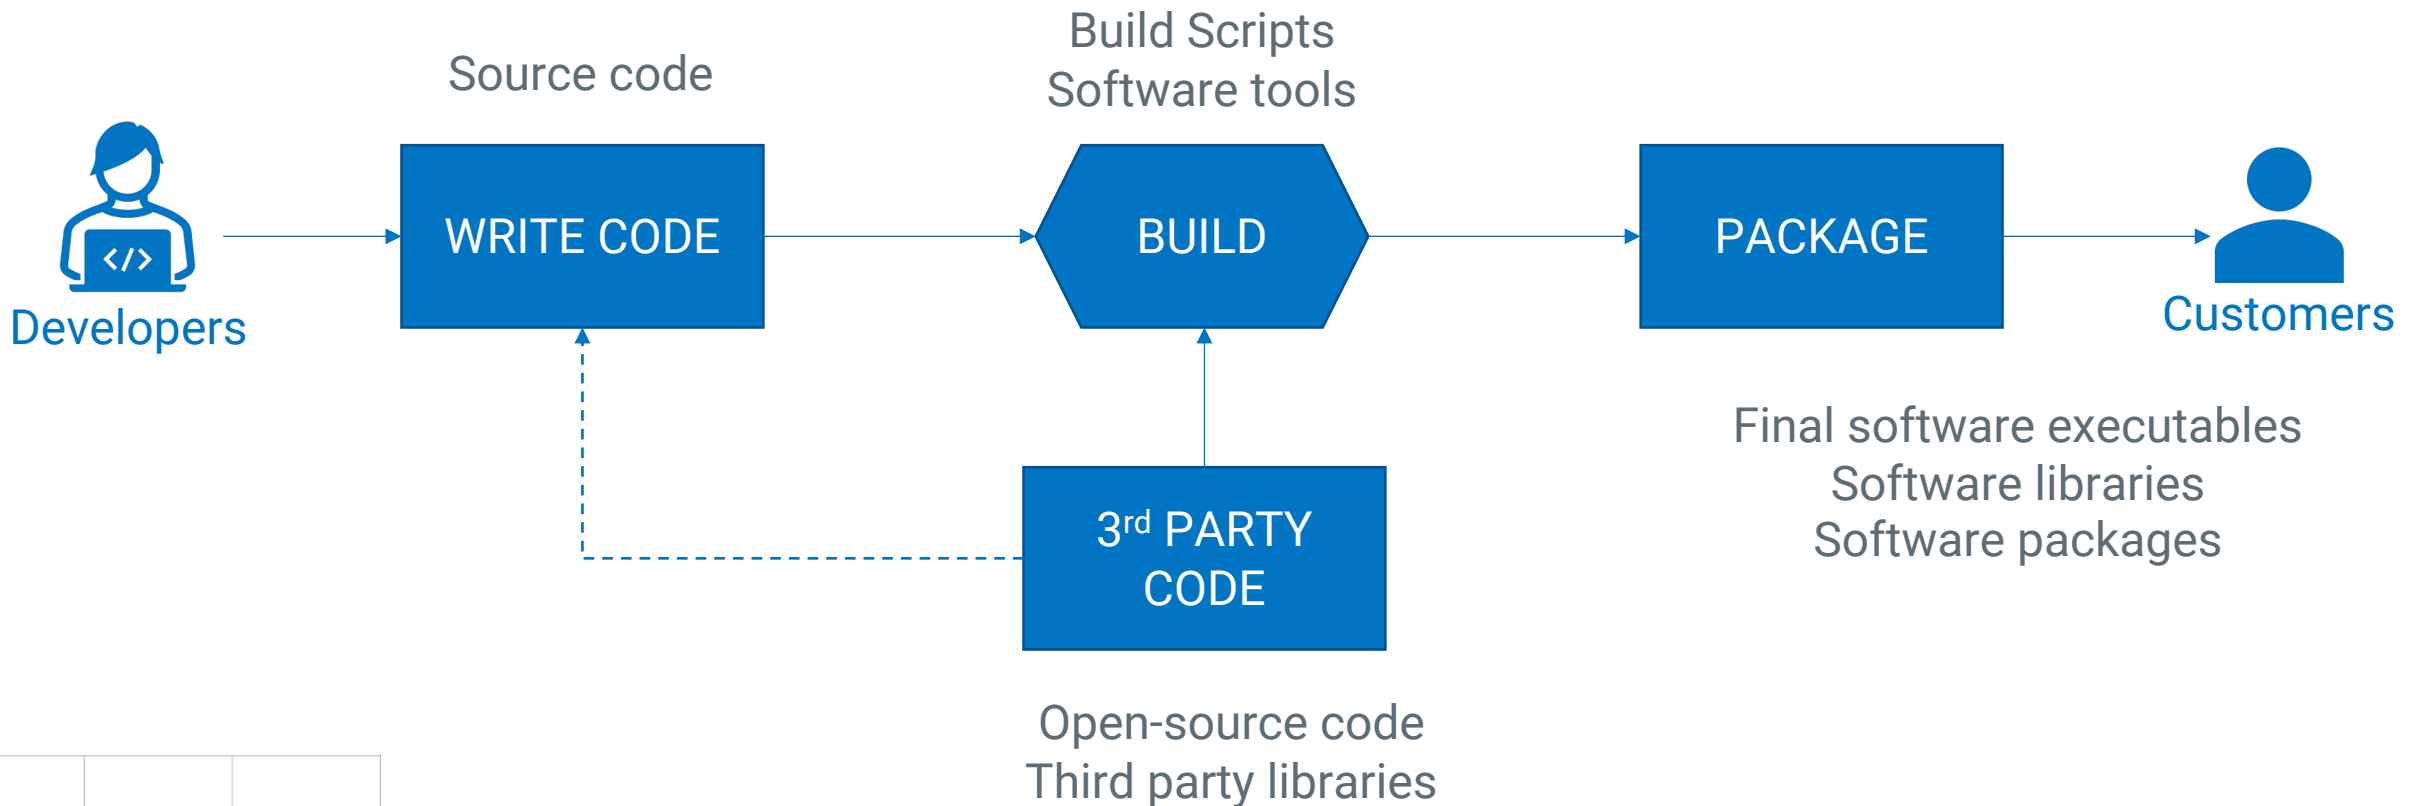 Source code
Build Scripts
Software tools
WRITE CODE
BUILD
PACKAGE
</>
Developers
Customers
3rd PARTY
CODE
Final software executables
Software libraries
Software packages
Open-source code
Third party libraries